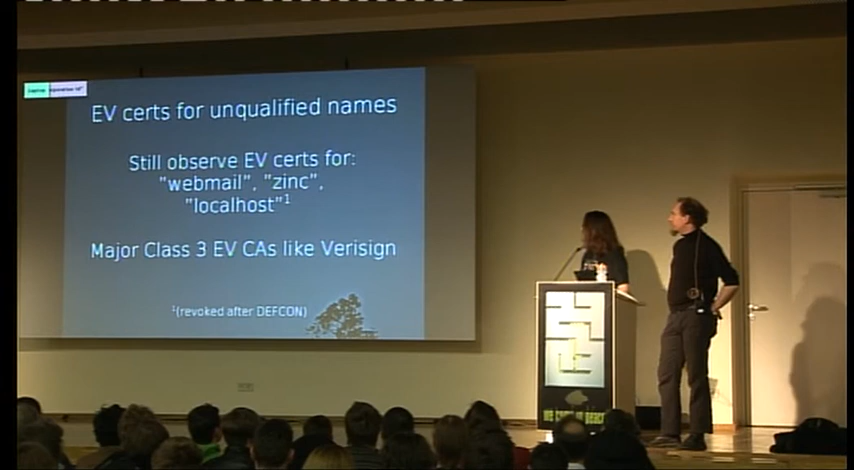 EV certs for unqualified names
Still observe EV certs for:
"webmail", "zinc",
"localhost"1
Major Class 3 EV CAs like Verisign
1(revoked after DEFCON)